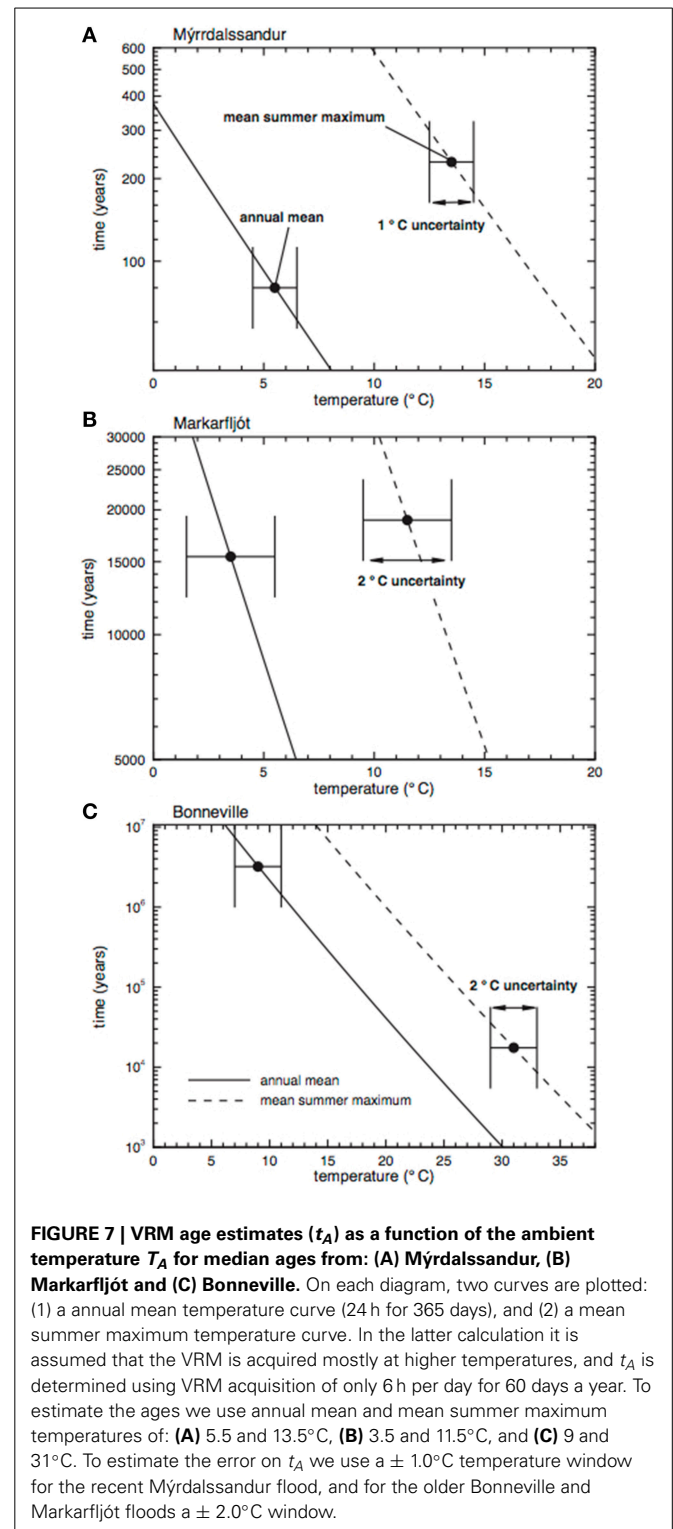 A
Mýrrdalssandur
600
500
400
300
200
100
time (years)
mean summer maximum
annual mean
1 °C uncertainty
0 5 10 15 20
temperature (°C)
B
Markarfljót
30000
25000
20000
15000
10000
5000
time (years)
2 °C uncertainty
0 5 10 15 20
temperature (°C)
C
Bonneville
10⁷
10⁶
10⁵
10⁴
10³
time (years)
2 °C uncertainty
annual mean
mean summer maximum
0 5 10 15 20 25 30 35
temperature (°C)
FIGURE 7 | VRM age estimates (tA) as a function of the ambient
temperature TA for median ages from: (A) Mýrdalssandur, (B)
Markarfljót and (C) Bonneville. On each diagram, two curves are plotted:
(1) a annual mean temperature curve (24 h for 365 days), and (2) a mean
summer maximum temperature curve. In the latter calculation it is
assumed that the VRM is acquired mostly at higher temperatures, and tA is
determined using VRM acquisition of only 6 h per day for 60 days a year. To
estimate the ages we use annual mean and mean summer maximum
temperatures of: (A) 5.5 and 13.5°C, (B) 3.5 and 11.5°C, and (C) 9 and
31°C. To estimate the error on tA we use a ± 1.0°C temperature window
for the recent Mýrdalssandur flood, and for the older Bonneville and
Markarfljót floods a ± 2.0°C window.